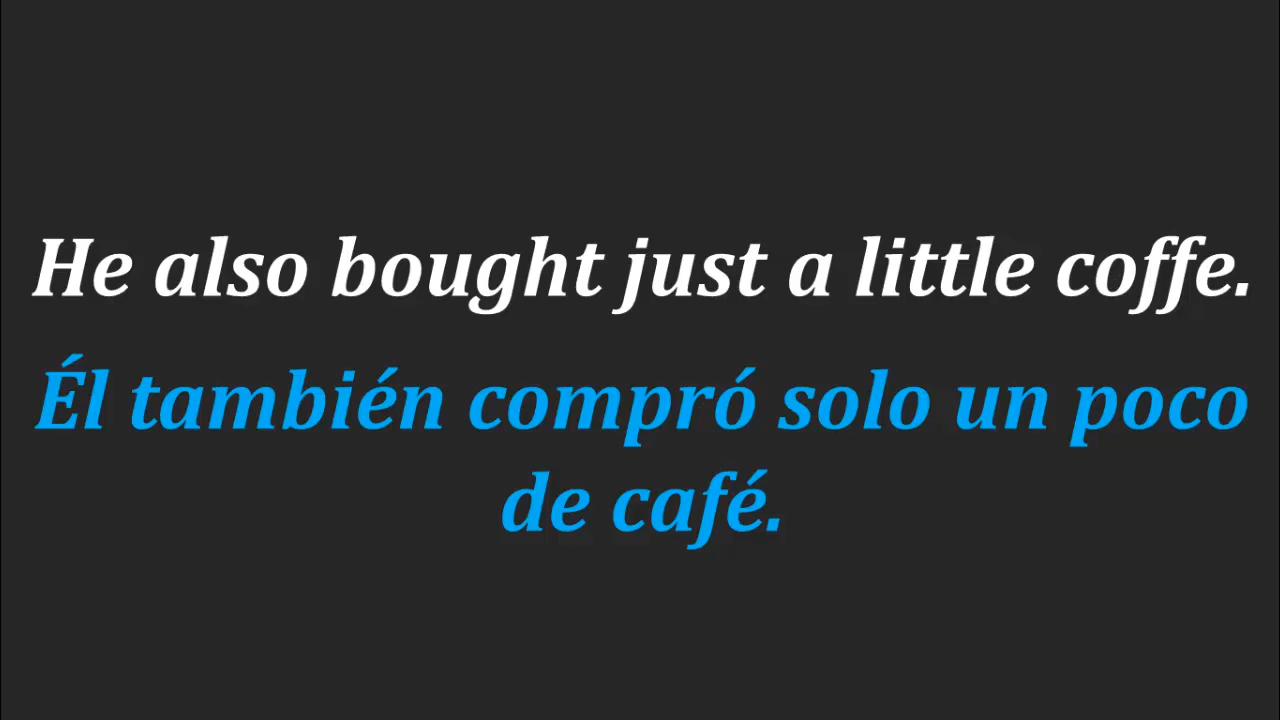 He also bought just a little coffe.
Él también compró solo un poco
de café.